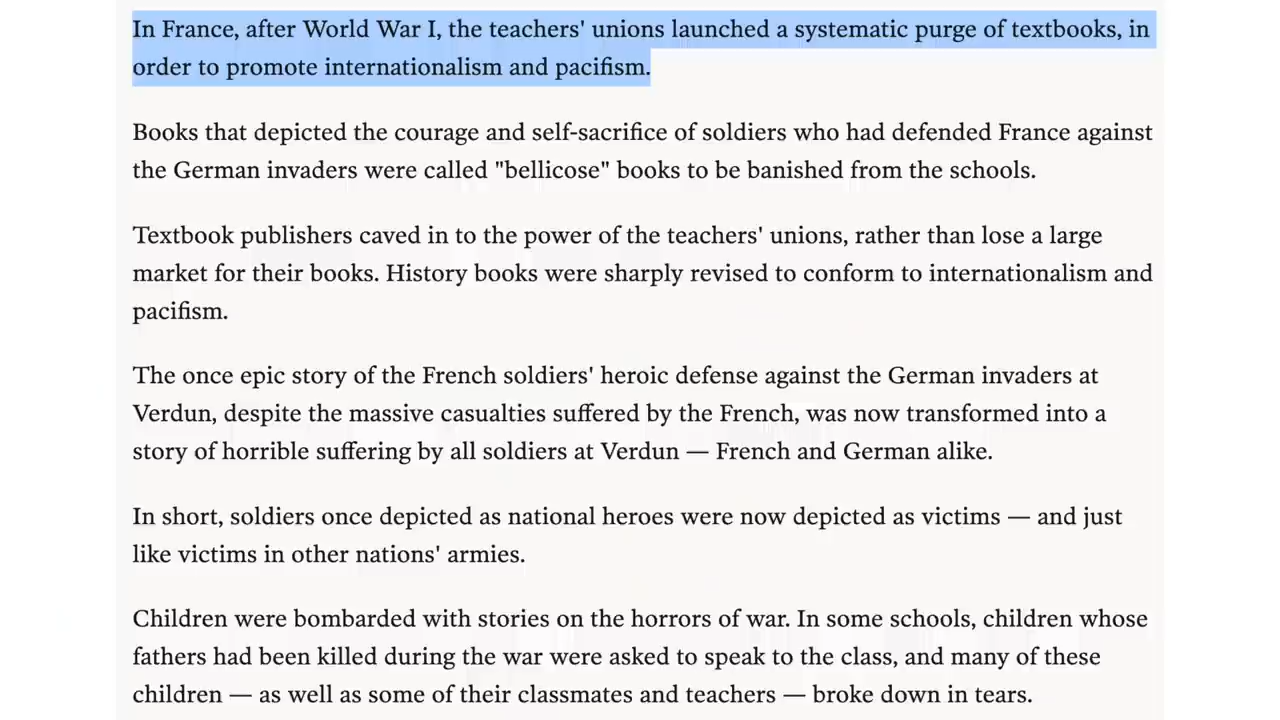 In France, after World War I, the teachers' unions launched a systematic purge of textbooks, in
order to promote internationalism and pacifism.
Books that depicted the courage and self-sacrifice of soldiers who had defended France against
the German invaders were called "bellicose" books to be banished from the schools.
Textbook publishers caved in to the power of the teachers' unions, rather than lose a large
market for their books. History books were sharply revised to conform to internationalism and
pacifism.
The once epic story of the French soldiers' heroic defense against the German invaders at
Verdun, despite the massive casualties suffered by the French, was now transformed into a
story of horrible suffering by all soldiers at Verdun — French and German alike.
In short, soldiers once depicted as national heroes were now depicted as victims — and just
like victims in other nations' armies.
Children were bombarded with stories on the horrors of war. In some schools, children whose
fathers had been killed during the war were asked to speak to the class, and many of these
children — as well as some of their classmates and teachers — broke down in tears.